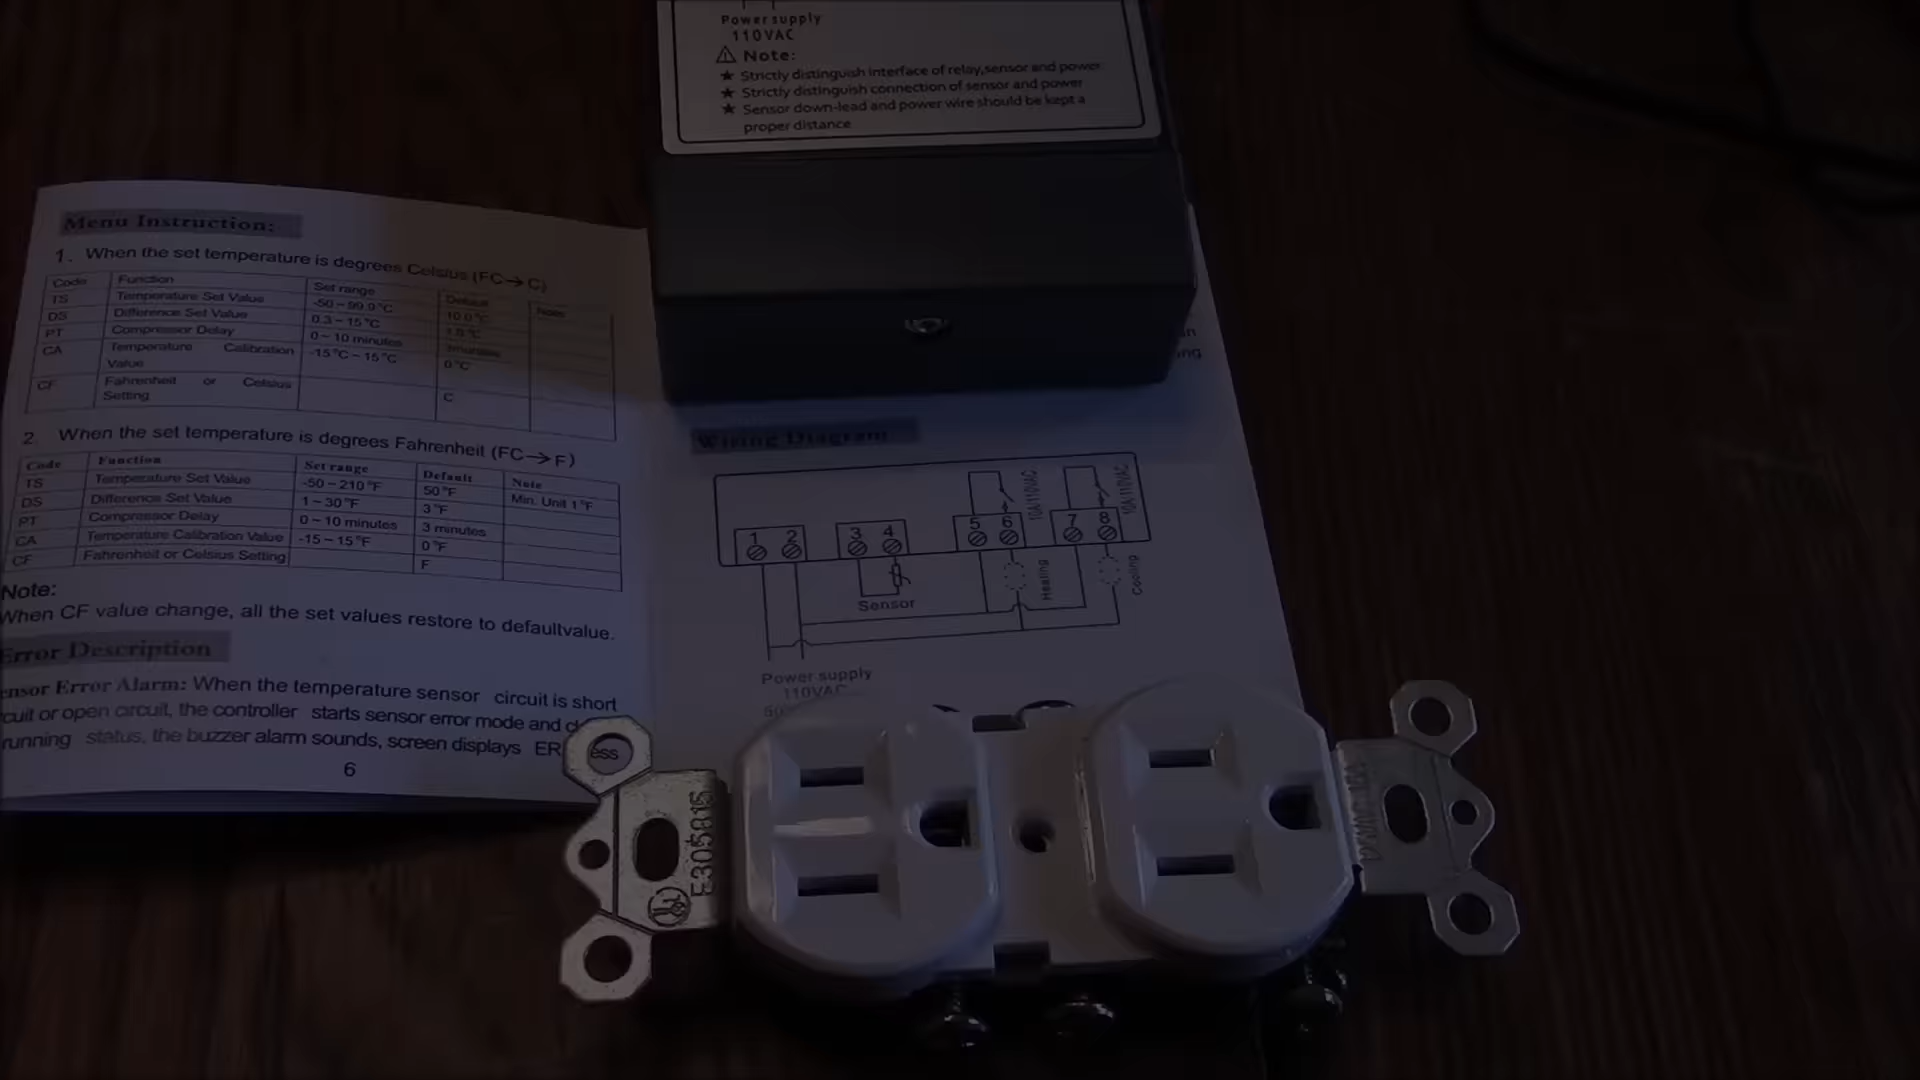 Power supply
110VAC
Note:
★ Strictly distinguish interface of relay,sensor and power
★ Strictly distinguish connection of sensor and power
★ Sensor down-lead and power wire should be kept a
proper distance
Menu Instruction:
1. When the set temperature is degrees Celsius (FC→C)
Code Function Set range Default Note
TS Temperature Set Value -50~99.9°C 10.0°C
DS Difference Set Value 0.3~15°C
PT Compressor Delay 0~10 minutes
CA Temperature Calibration -15°C~15°C 0°C
Value
CF Fahrenheit or Celsius C
Setting
2. When the set temperature is degrees Fahrenheit (FC→F)
Code Function Set range Default Note
TS Temperature Set Value -50~210°F 50°F Min. Unit 1°F
DS Difference Set Value 1~30°F 3°F
PT Compressor Delay 0~10 minutes 3 minutes
CA Temperature Calibration Value -15~15°F 0°F
CF Fahrenheit or Celsius Setting F
Note:
When CF value change, all the set values restore to defaultvalue.
Error Description
ensor Error Alarm: When the temperature sensor circuit is short
cuit or open circuit, the controller starts sensor error mode and
running status, the buzzer alarm sounds, screen displays ER ess
6
Wiring Diagram
1 2 3 4 5 6 7 8
10A/110VAC 10A/110VAC
Sensor Heating Cooling
Power supply
110VAC
E305815